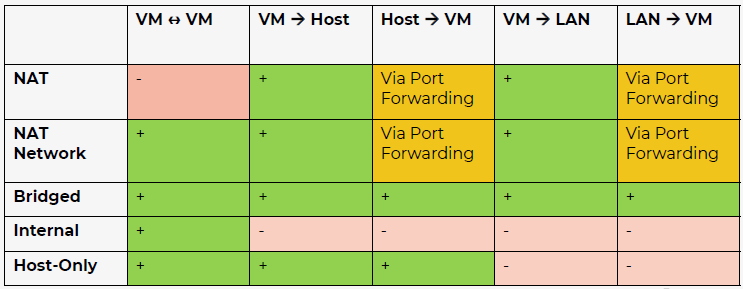 VM ↔ VM VM → Host Host → VM VM → LAN LAN → VM
NAT - + Via Port Forwarding + Via Port Forwarding
NAT Network + + Via Port Forwarding + Via Port Forwarding
Bridged + + + + +
Internal + - - - -
Host-Only + + + - -